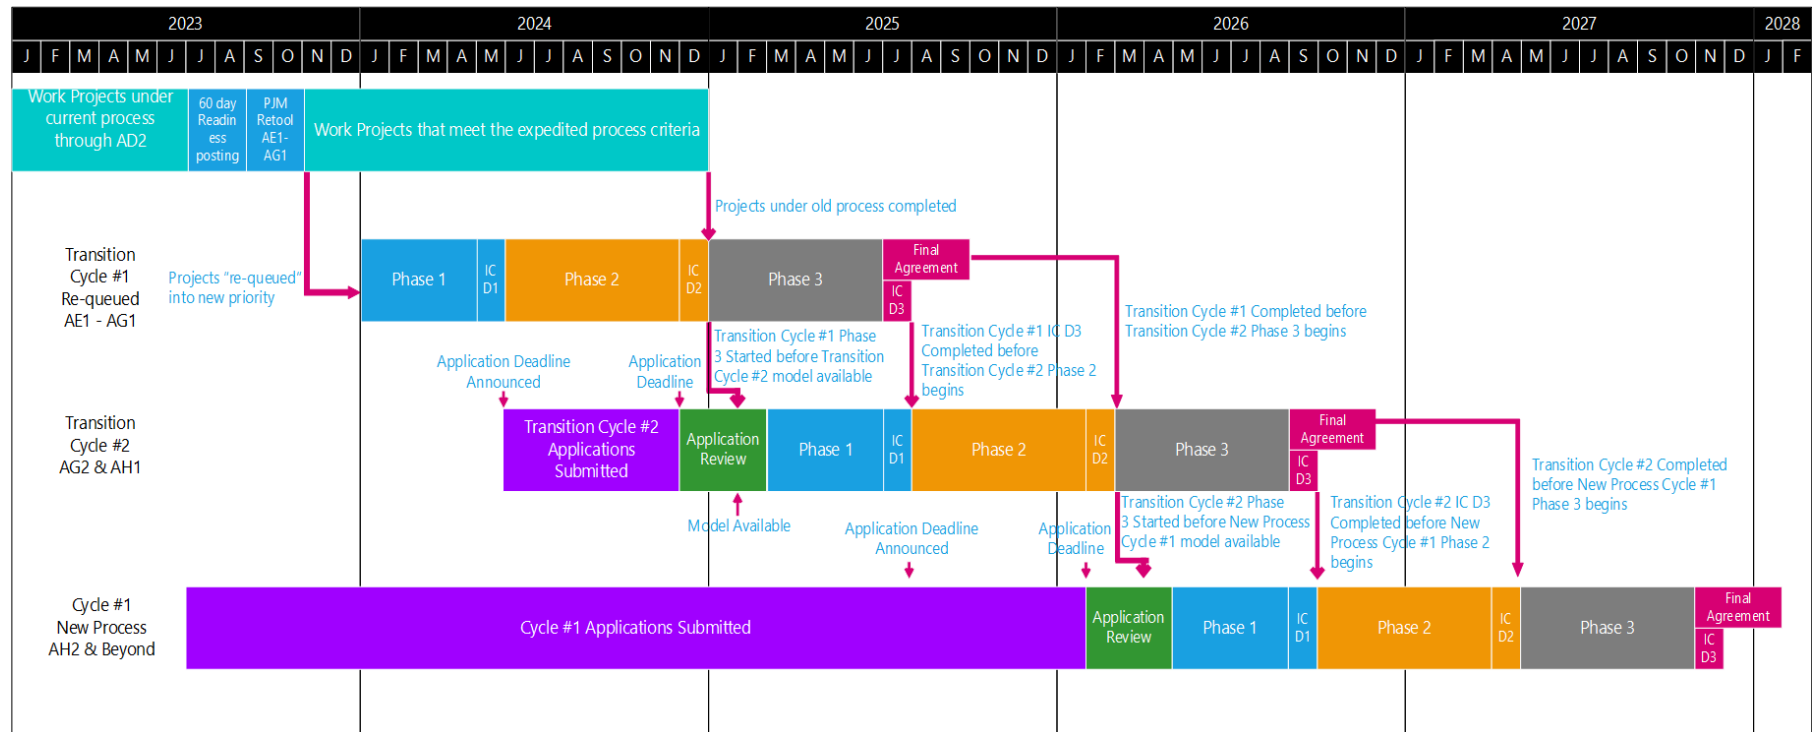 2023 2024 2025 2026 2027 2028
J F M A M J J A S O N D J F M A M J J A S O N D J F M A M J J A S O N D J F M A M J J A S O N D J F M A M J J A S O N D J F
Work Projects under
current process
through AD2
60 day
Readin
ess
posting
PJM
Retool
AE1-
AG1
Work Projects that meet the expedited process criteria
Projects under old process completed
Transition
Cycle #1
Re-queued
AE1 - AG1
Projects “re-queued”
into new priority
Phase 1
IC
D1
Phase 2
IC
D2
Phase 3
Final
Agreement
IC
D3
Transition Cycle #1 Phase
3 Started before Transition
Cycle #2 model available
Transition Cycle #1 IC D3
Completed before
Transition Cycle #2 Phase 2
begins
Transition Cycle #1 Completed before
Transition Cycle #2 Phase 3 begins
Application Deadline
Announced
Application
Deadline
Transition
Cycle #2
AG2 & AH1
Transition Cycle #2
Applications
Submitted
Application
Review
Phase 1
IC
D1
Phase 2
IC
D2
Phase 3
Final
Agreement
IC
D3
Model Available
Application Deadline
Announced
Application
Deadline
Transition Cycle #2 Phase
3 Started before New Process
Cycle #1 model available
Transition Cycle #2 IC D3
Completed before New
Process Cycle #1 Phase 2
begins
Transition Cycle #2 Completed
before New Process Cycle #1
Phase 3 begins
Cycle #1
New Process
AH2 & Beyond
Cycle #1 Applications Submitted
Application
Review
Phase 1
IC
D1
Phase 2
IC
D2
Phase 3
Final
Agreement
IC
D3